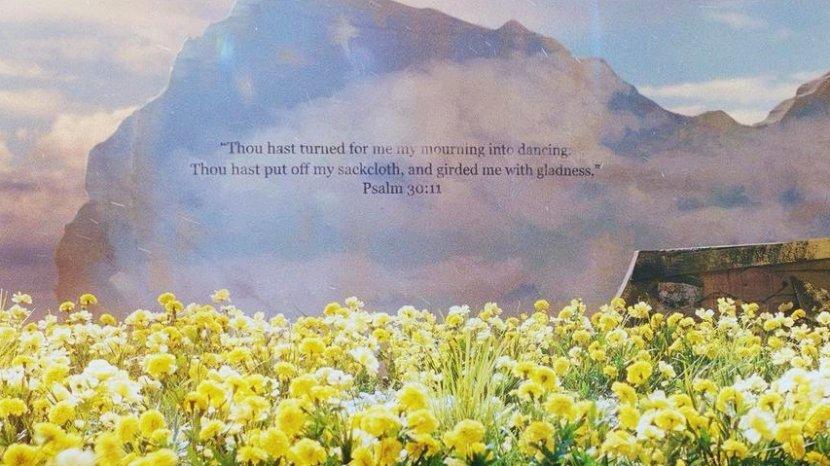 "Thou hast turned for me my mourning into dancing:
Thou hast put off my sackcloth, and girded me with gladness,"
Psalm 30:11